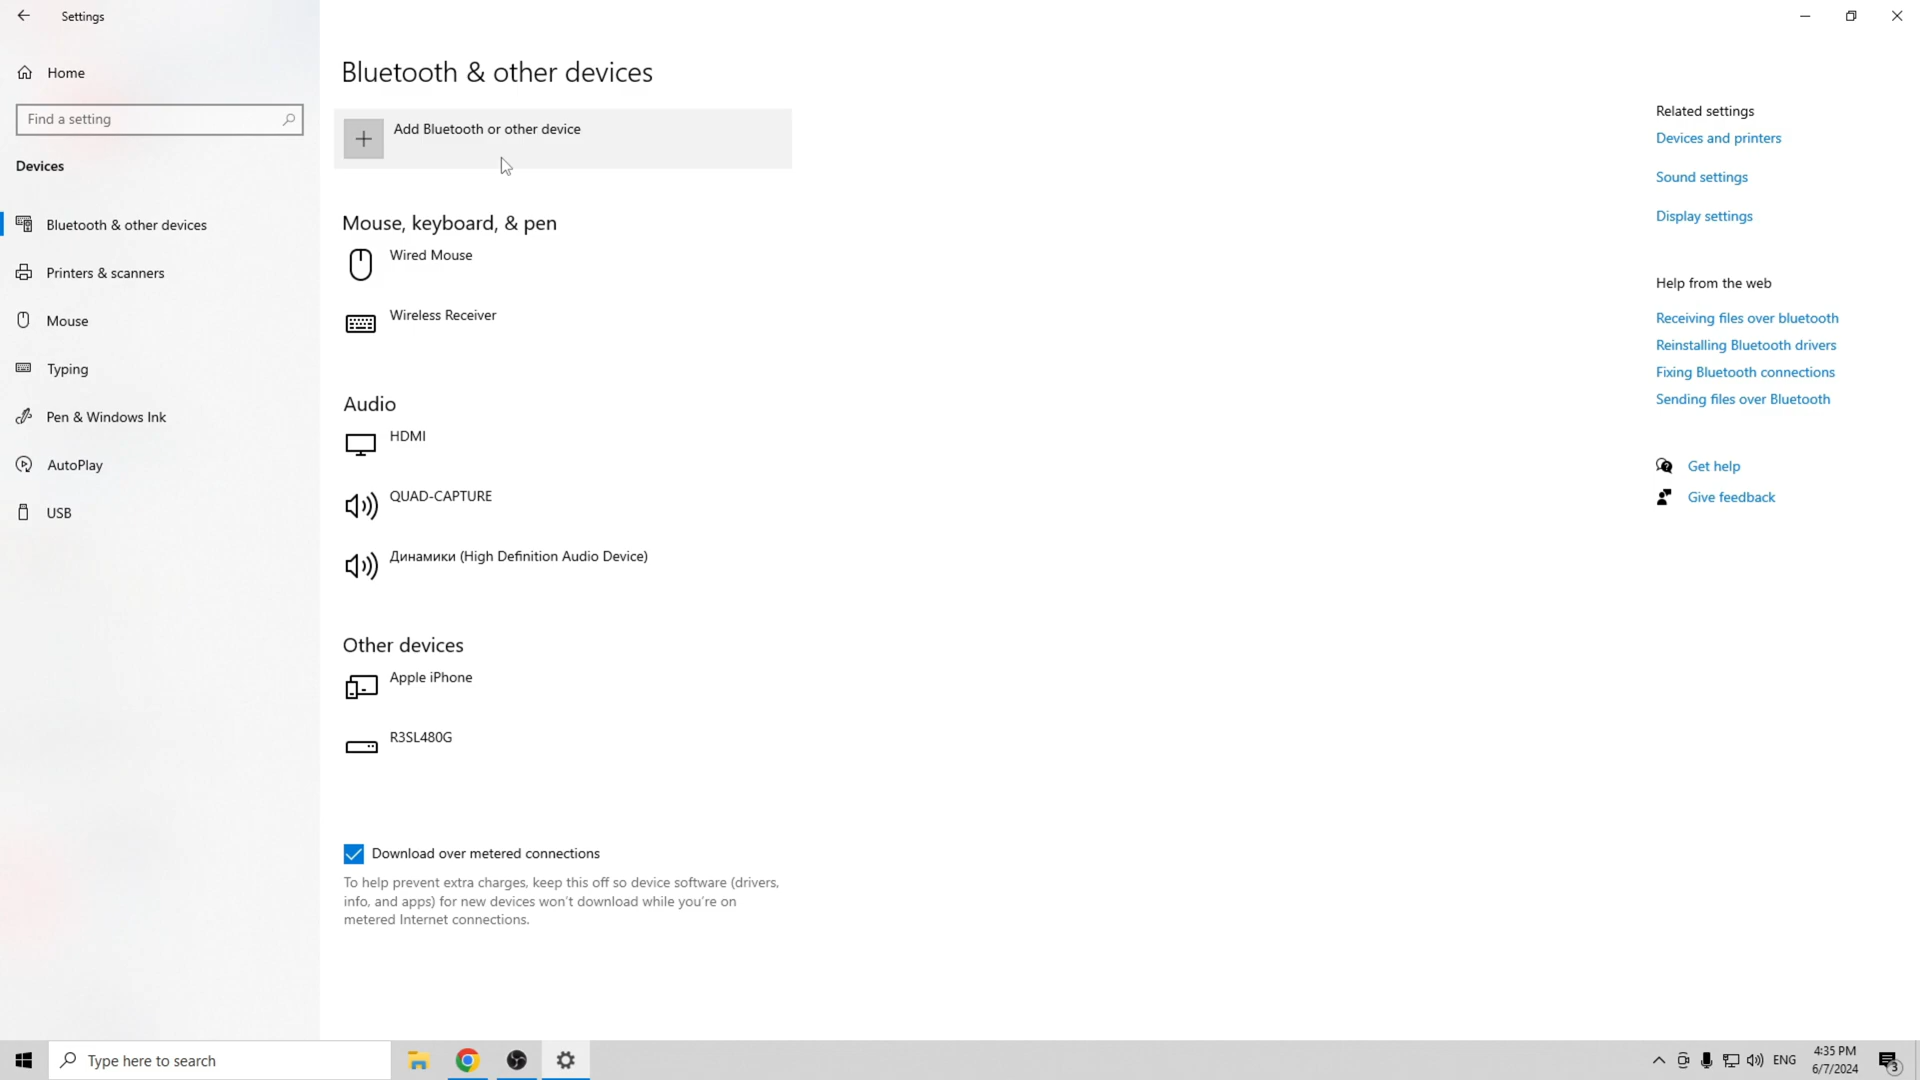 Settings
Home
Find a setting
Devices
Bluetooth & other devices
Printers & scanners
Mouse
Typing
Pen & Windows Ink
AutoPlay
USB
Bluetooth & other devices
Add Bluetooth or other device
Mouse, keyboard, & pen
Wired Mouse
Wireless Receiver
Audio
HDMI
QUAD-CAPTURE
Динамики (High Definition Audio Device)
Other devices
Apple iPhone
R3SL480G
Download over metered connections
To help prevent extra charges, keep this off so device software (drivers,
info, and apps) for new devices won't download while you're on
metered Internet connections.
Related settings
Devices and printers
Sound settings
Display settings
Help from the web
Receiving files over bluetooth
Reinstalling Bluetooth drivers
Fixing Bluetooth connections
Sending files over Bluetooth
Get help
Give feedback
Type here to search
ENG
4:35 PM
6/7/2024
3